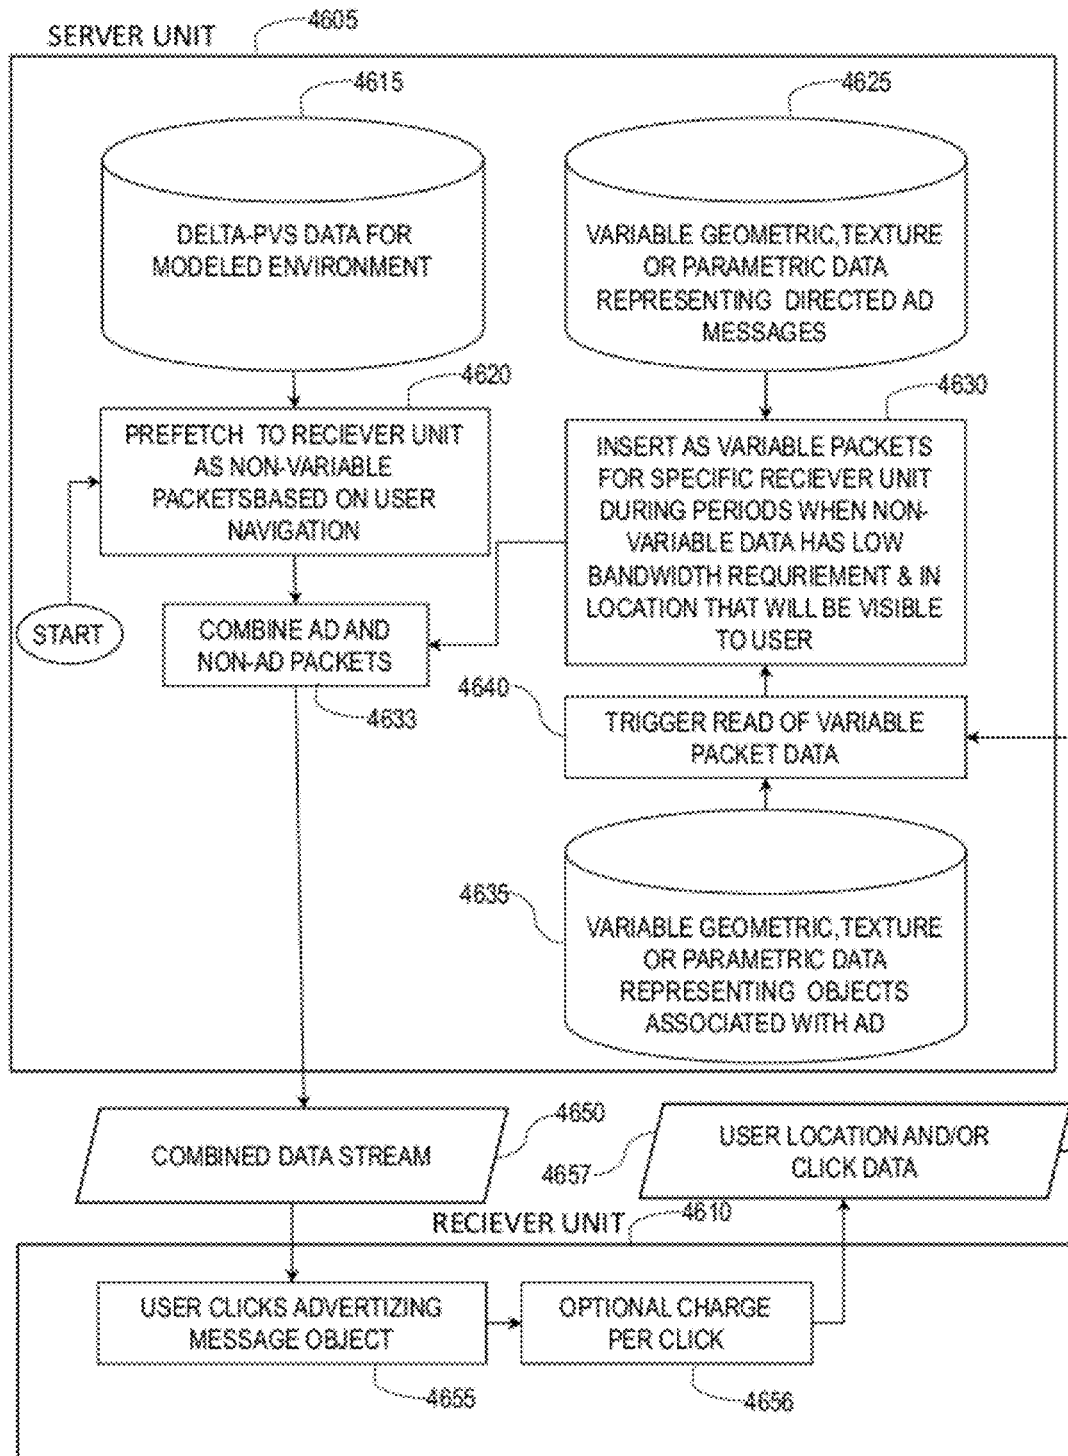 SERVER UNIT
4605
4615
4625
DELTA-PVS DATA FOR
MODELED ENVIRONMENT
VARIABLE GEOMETRIC,TEXTURE
OR PARAMETRIC DATA
REPRESENTING DIRECTED AD
MESSAGES
4620
4630
PREFETCH TO RECIEVER UNIT
AS NON-VARIABLE
PACKETSBASED ON USER
NAVIGATION
INSERT AS VARIABLE PACKETS
FOR SPECIFIC RECIEVER UNIT
DURING PERIODS WHEN NON-
VARIABLE DATA HAS LOW
BANDWIDTH REQURIEMENT & IN
LOCATION THAT WILL BE VISIBLE
TO USER
START
COMBINE AD AND
NON-AD PACKETS
4633
4640
TRIGGER READ OF VARIABLE
PACKET DATA
4635
VARIABLE GEOMETRIC,TEXTURE
OR PARAMETRIC DATA
REPRESENTING OBJECTS
ASSOCIATED WITH AD
4650
COMBINED DATA STREAM
4657
USER LOCATION AND/OR
CLICK DATA
RECIEVER UNIT
4610
USER CLICKS ADVERTIZING
MESSAGE OBJECT
OPTIONAL CHARGE
PER CLICK
4655
4656